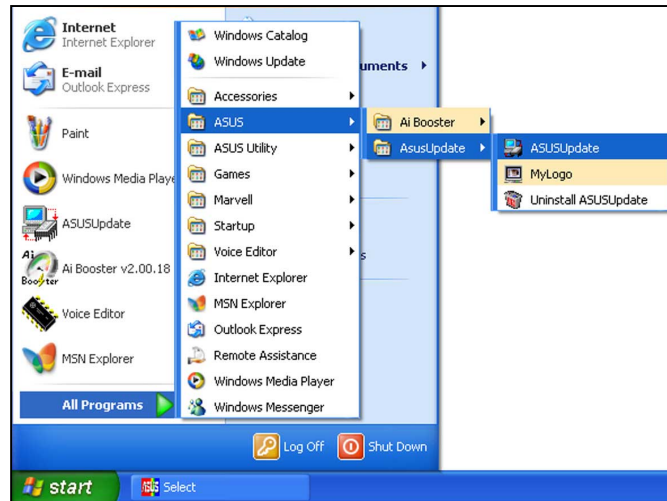 Internet
Internet Explorer
E-mail
Outlook Express
Paint
Windows Media Playe
ASUSUpdate
Ai Booster v2.00.18
Voice Editor
MSN Explorer
All Programs
Windows Catalog
Windows Update
Accessories
ASUS
ASUS Utility
Games
Marvell
Startup
Voice Editor
Internet Explorer
MSN Explorer
Outlook Express
Remote Assistance
Windows Media Player
Windows Messenger
uments
s
Ai Booster
AsusUpdate
ASUSUpdate
MyLogo
Uninstall ASUSUpdate
Log Off
Shut Down
start
Select